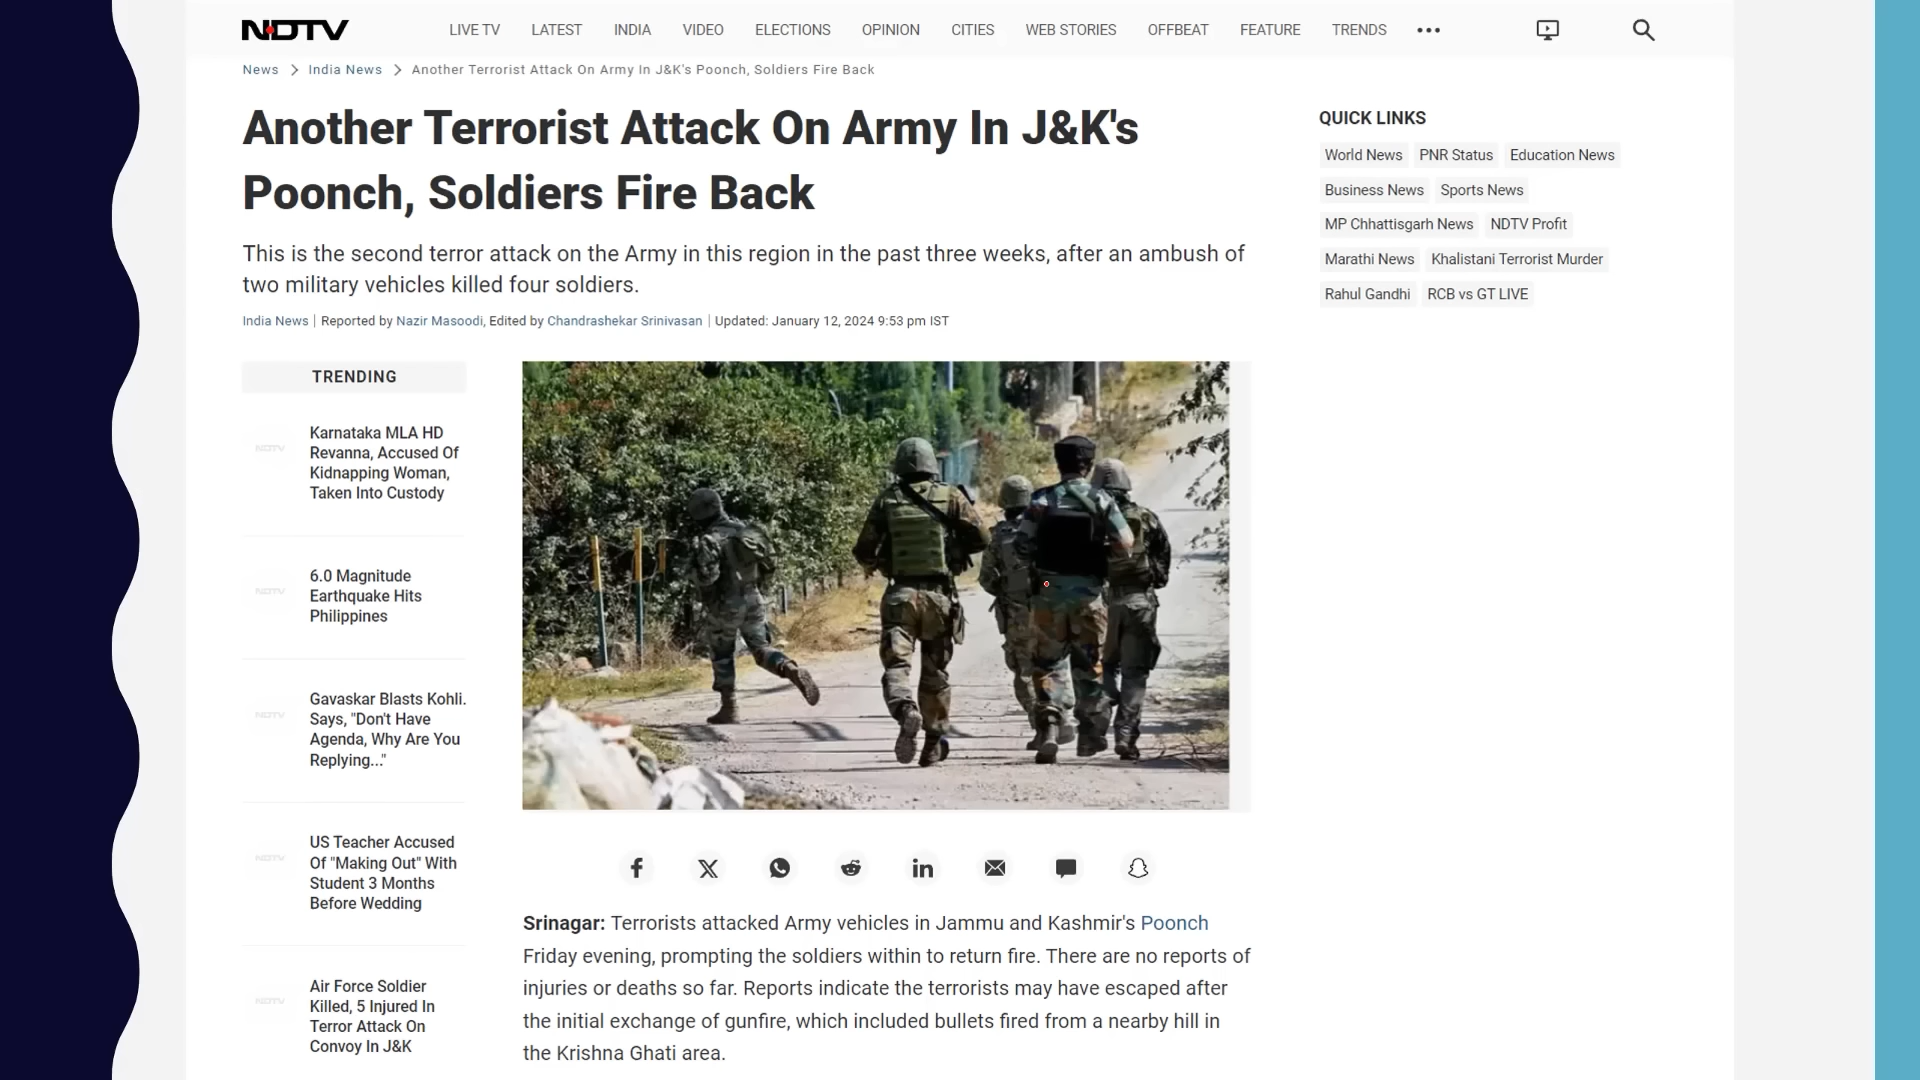 NDTV
LIVE TV LATEST INDIA VIDEO ELECTIONS OPINION CITIES WEB STORIES OFFBEAT FEATURE TRENDS
News > India News > Another Terrorist Attack On Army In J&K's Poonch, Soldiers Fire Back
Another Terrorist Attack On Army In J&K's
Poonch, Soldiers Fire Back
This is the second terror attack on the Army in this region in the past three weeks, after an ambush of
two military vehicles killed four soldiers.
India News | Reported by Nazir Masoodi, Edited by Chandrashekar Srinivasan | Updated: January 12, 2024 9:53 pm IST
TRENDING
NDTV
Karnataka MLA HD
Revanna, Accused Of
Kidnapping Woman,
Taken Into Custody
NDTV
6.0 Magnitude
Earthquake Hits
Philippines
NDTV
Gavaskar Blasts Kohli.
Says, "Don't Have
Agenda, Why Are You
Replying..."
NDTV
US Teacher Accused
Of "Making Out" With
Student 3 Months
Before Wedding
NDTV
Air Force Soldier
Killed, 5 Injured In
Terror Attack On
Convoy In J&K
Srinagar: Terrorists attacked Army vehicles in Jammu and Kashmir's Poonch
Friday evening, prompting the soldiers within to return fire. There are no reports of
injuries or deaths so far. Reports indicate the terrorists may have escaped after
the initial exchange of gunfire, which included bullets fired from a nearby hill in
the Krishna Ghati area.
QUICK LINKS
World News PNR Status Education News
Business News Sports News
MP Chhattisgarh News NDTV Profit
Marathi News Khalistani Terrorist Murder
Rahul Gandhi RCB vs GT LIVE